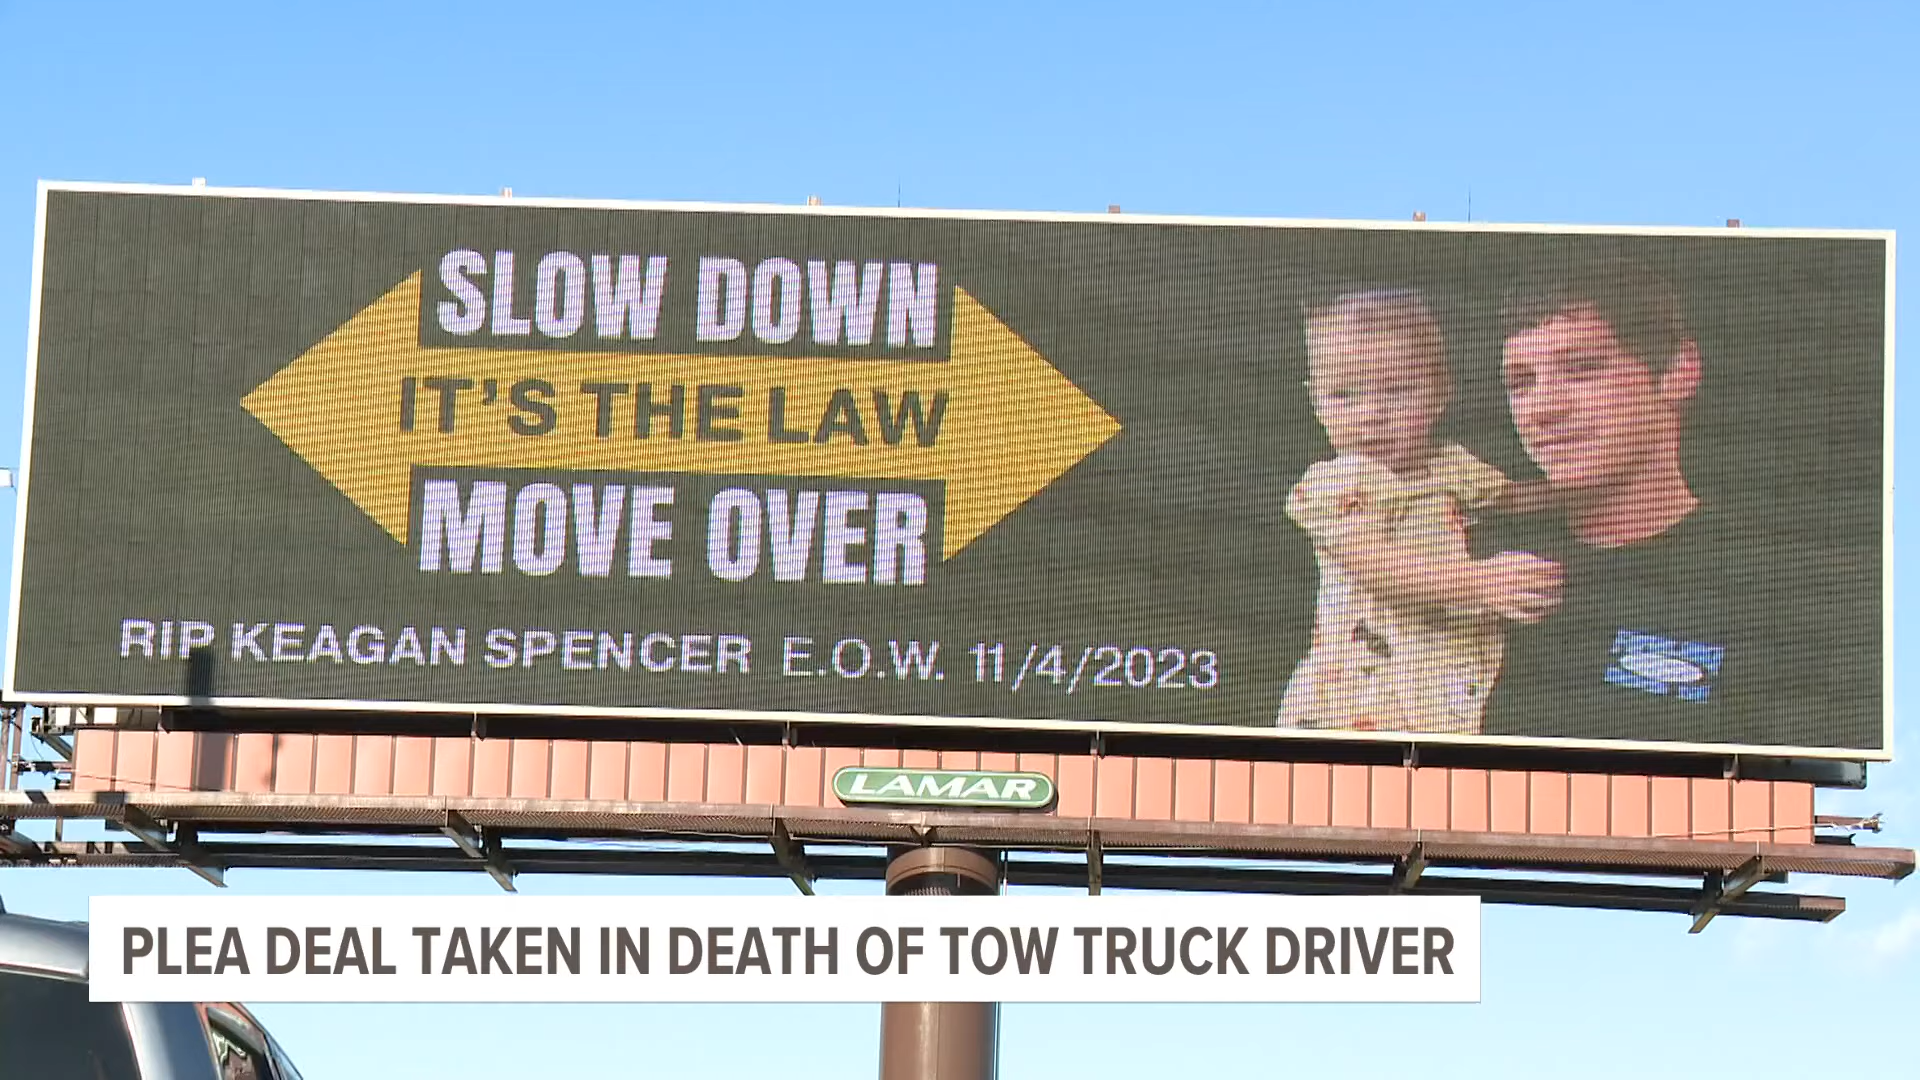 SLOW DOWN
IT'S THE LAW
MOVE OVER
RIP KEAGAN SPENCER E.O.W. 11/4/2023
LAMAR
PLEA DEAL TAKEN IN DEATH OF TOW TRUCK DRIVER